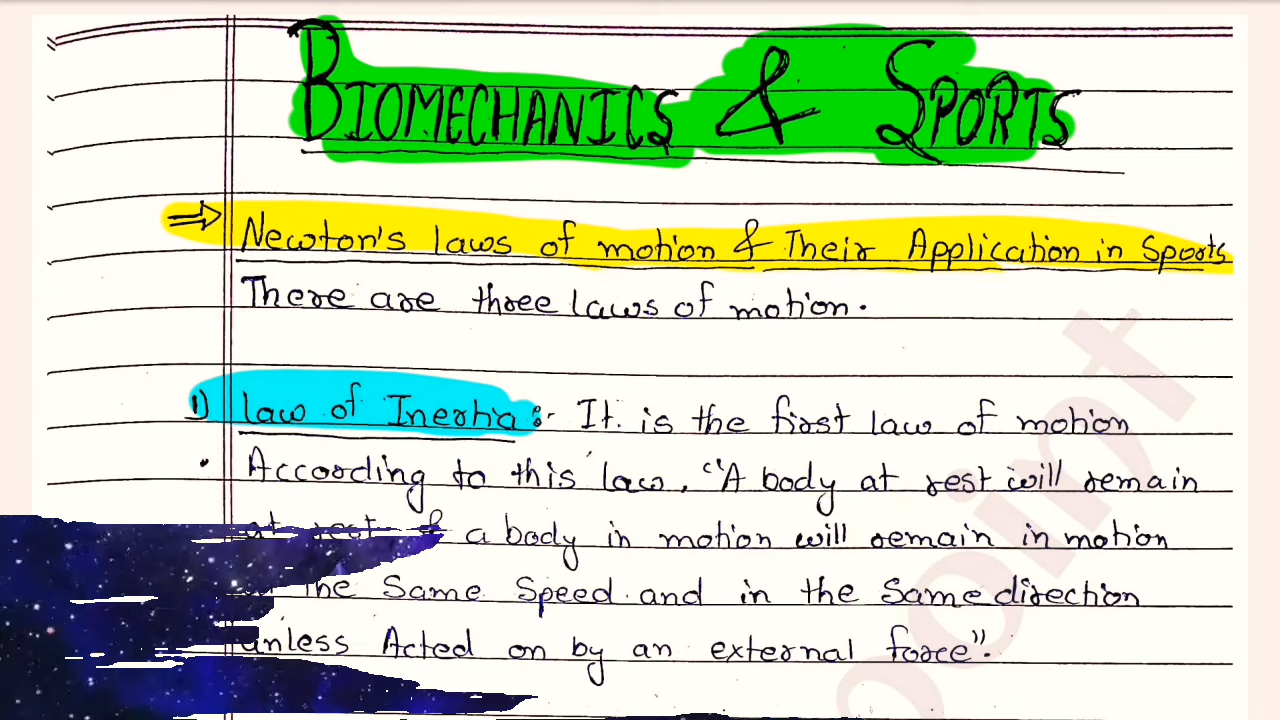 BIOMECHANICS & SPORTS
⇒ Newton's laws of motion & Their Application in Sports
There are three laws of motion.
1) law of Inertia :- It is the first law of motion
• According to this law, "A body at rest will remain
at rest & a body in motion will remain in motion
the Same Speed and in the Same direction
unless Acted on by an external force".
point